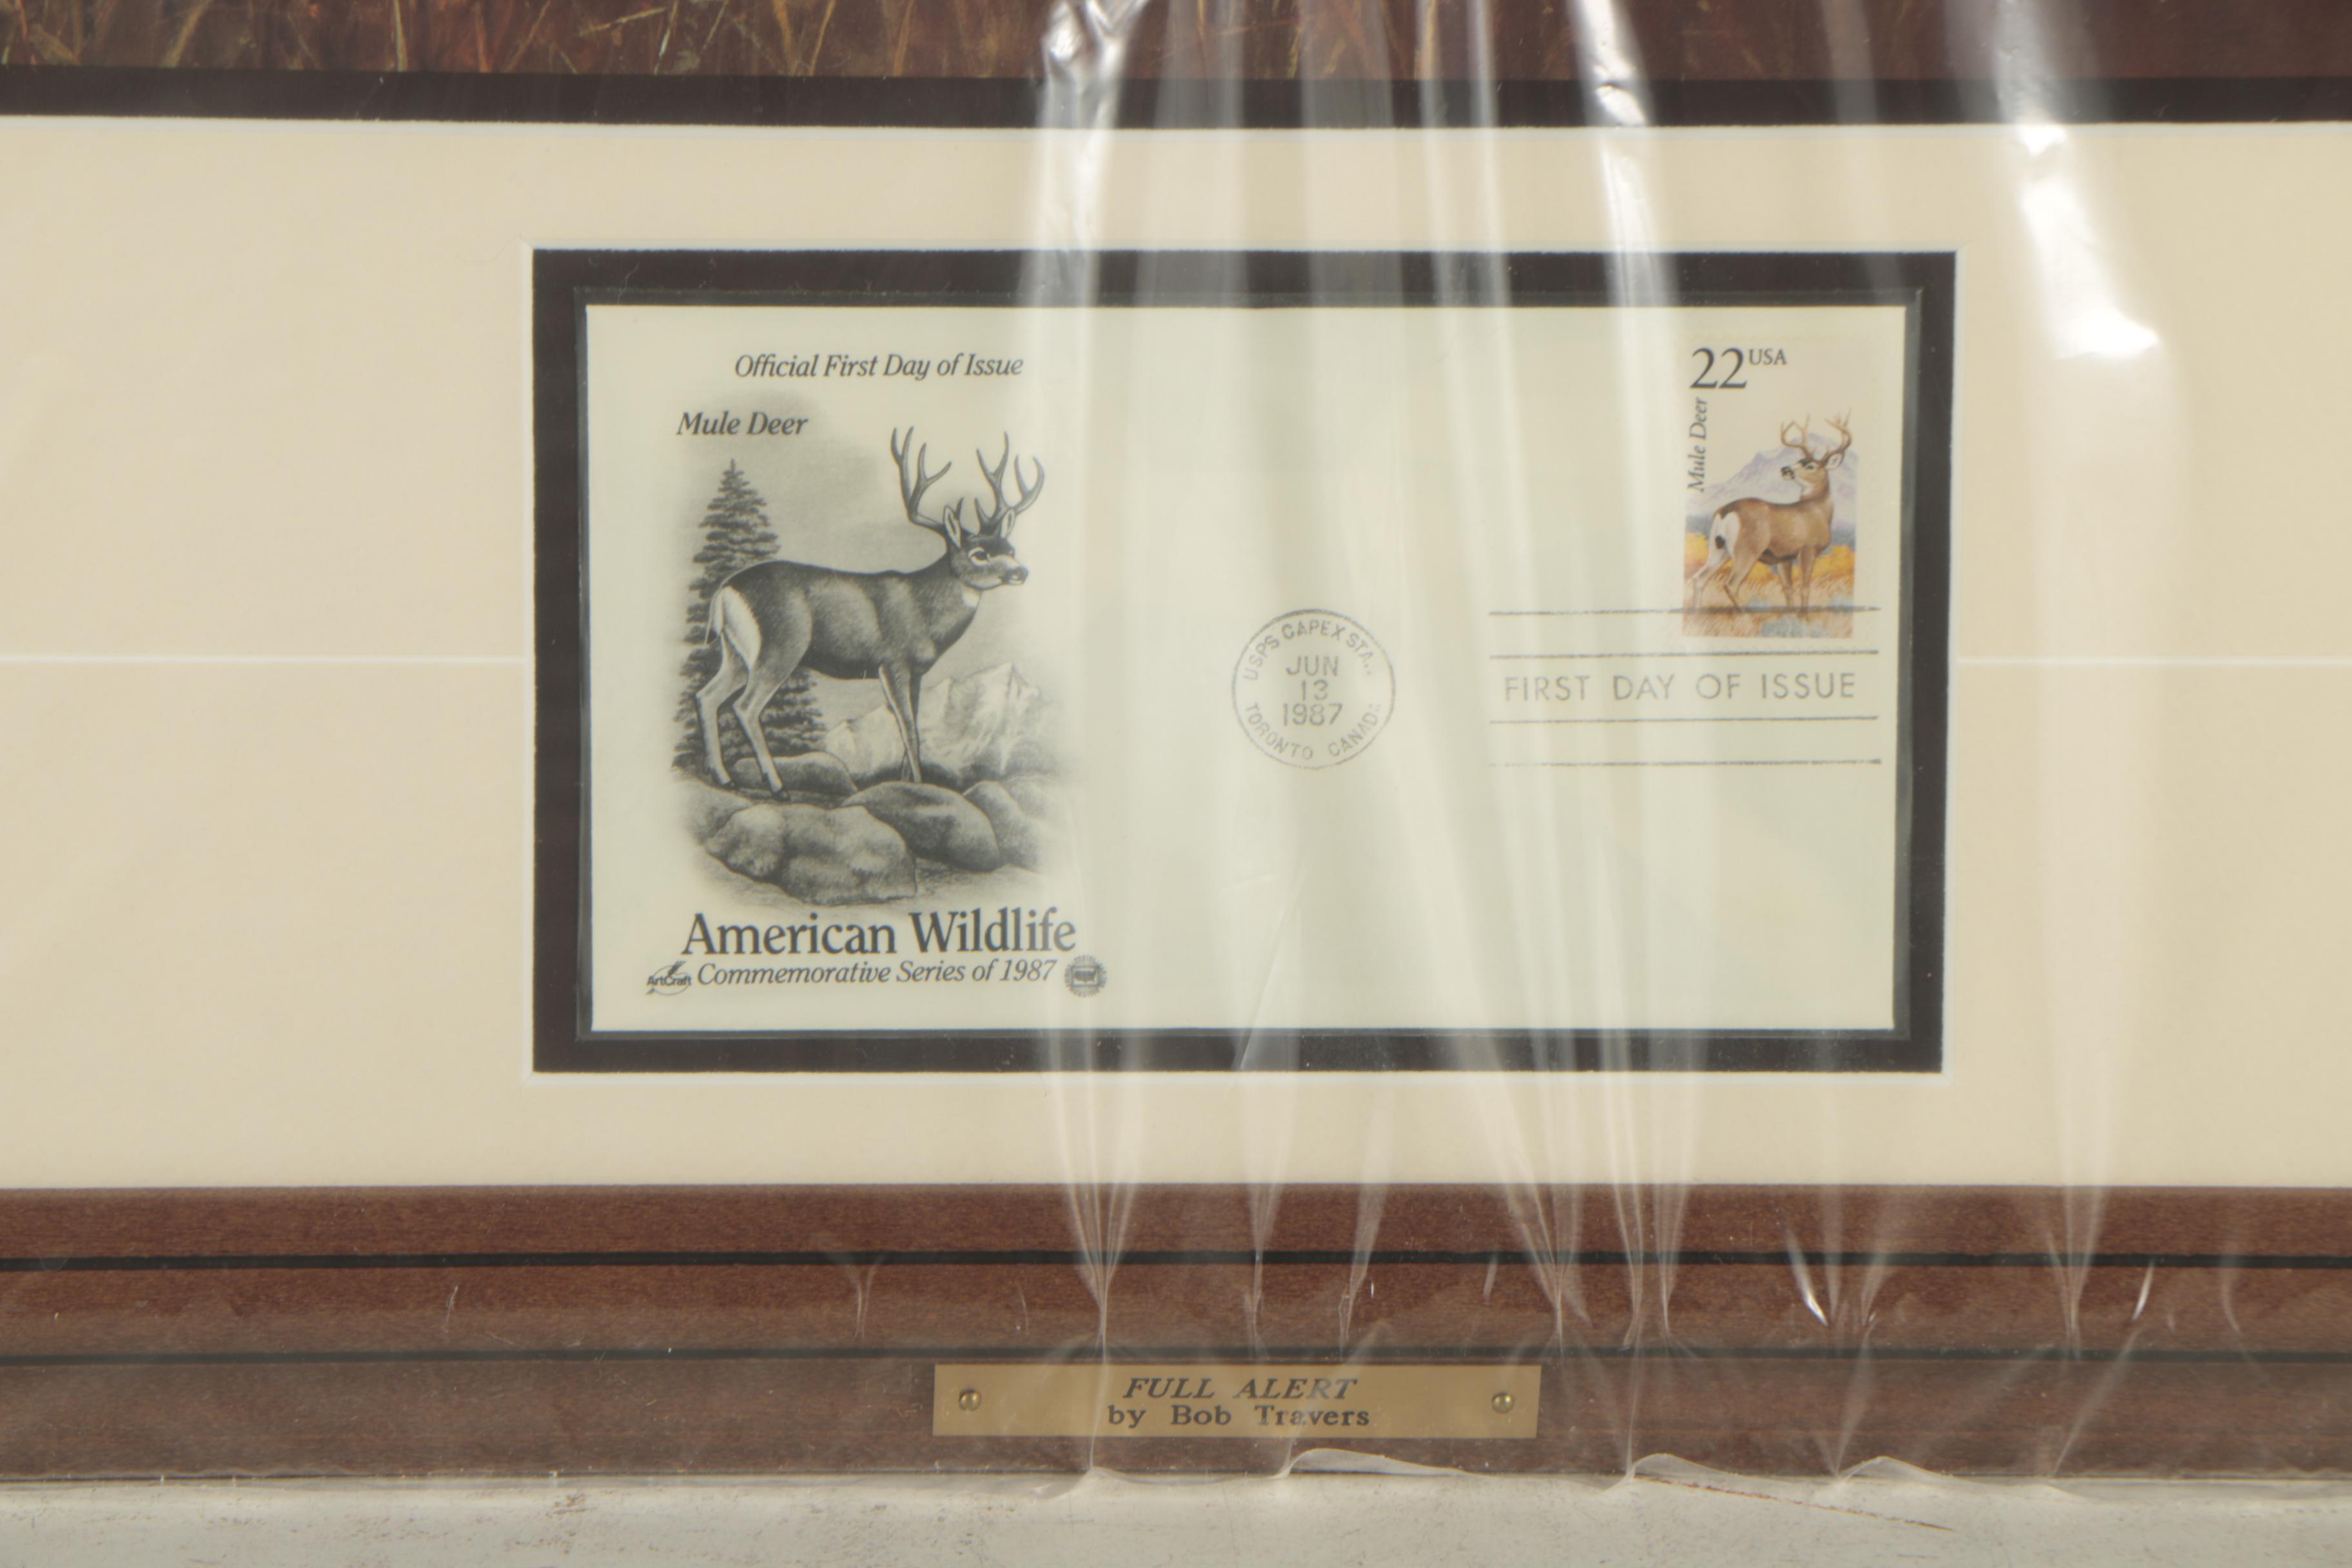 Official First Day of Issue
Mule Deer
American Wildlife
ArtCraft Commemorative Series of 1987
22 USA
Mule Deer
USPS CAPEX STA.
JUN
13
1987
TORONTO CANADA
FIRST DAY OF ISSUE
FULL ALERT
by Bob Travers